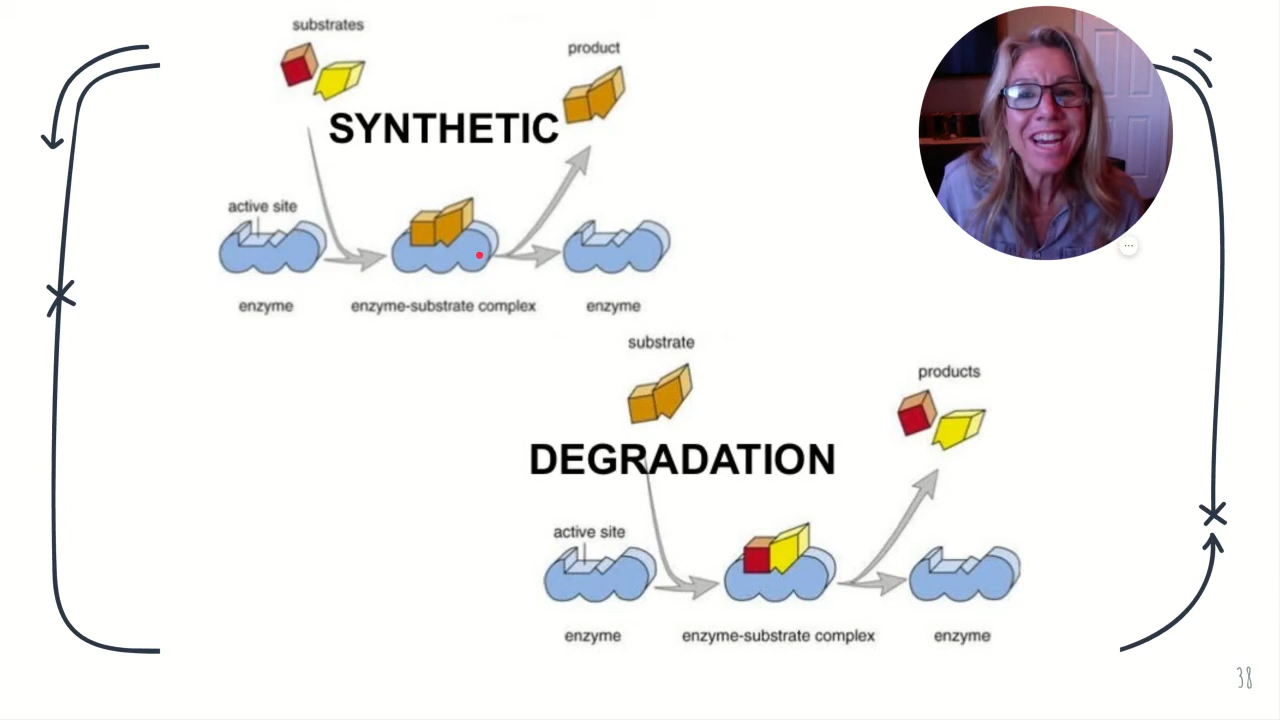 substrates
product
SYNTHETIC
active site
enzyme
enzyme-substrate complex
enzyme
substrate
products
DEGRADATION
active site
enzyme
enzyme-substrate complex
enzyme
38